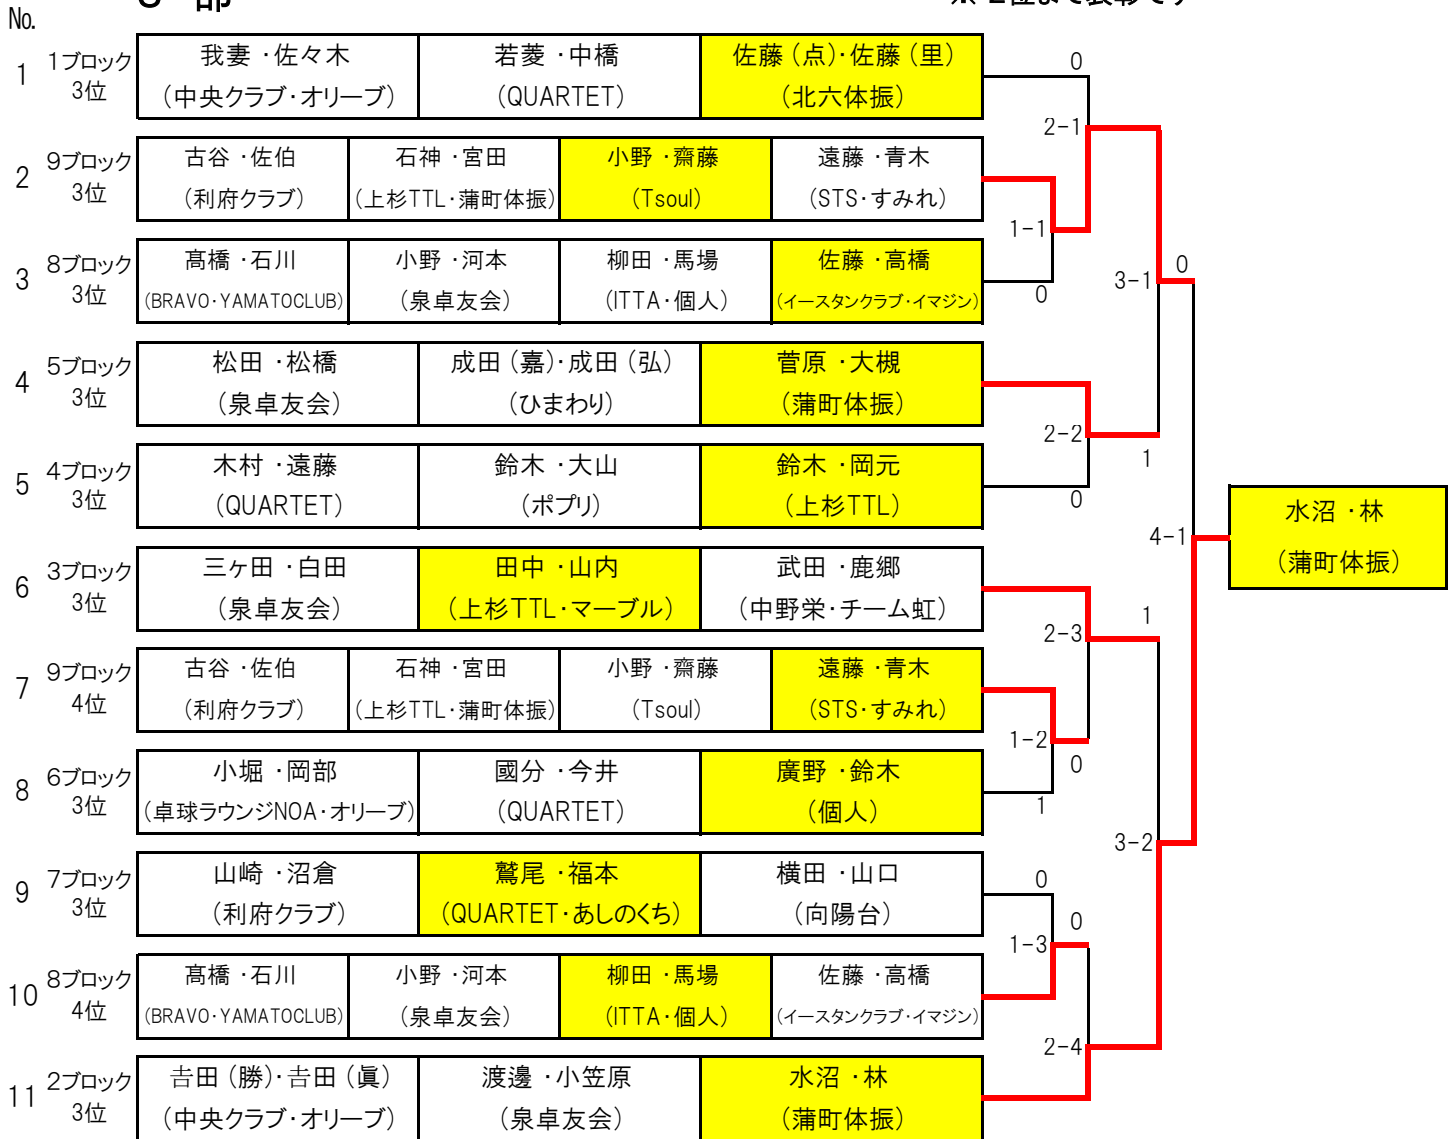 No.
1 1ブロック 3位 我妻・佐々木 若菱・中橋 佐藤(点)・佐藤(里)
(中央クラブ・オリーブ) (QUARTET) (北六体振)
2 9ブロック 3位 古谷・佐伯 石神・宮田 小野・齋藤 遠藤・青木
(利府クラブ) (上杉TTL・蒲町体振) (Tsoul) (STS・すみれ)
3 8ブロック 3位 髙橋・石川 小野・河本 柳田・馬場 佐藤・高橋
(BRAVO・YAMATOCLUB) (泉卓友会) (ITTA・個人) (イースタンクラブ・イマジン)
4 5ブロック 3位 松田・松橋 成田(嘉)・成田(弘) 菅原・大槻
(泉卓友会) (ひまわり) (蒲町体振)
5 4ブロック 3位 木村・遠藤 鈴木・大山 鈴木・岡元
(QUARTET) (ポプリ) (上杉TTL)
6 3ブロック 3位 三ヶ田・白田 田中・山内 武田・鹿郷
(泉卓友会) (上杉TTL・マーブル) (中野栄・チーム虹)
7 9ブロック 4位 古谷・佐伯 石神・宮田 小野・齋藤 遠藤・青木
(利府クラブ) (上杉TTL・蒲町体振) (Tsoul) (STS・すみれ)
8 6ブロック 3位 小堀・岡部 國分・今井 廣野・鈴木
(卓球ラウンジNOA・オリーブ) (QUARTET) (個人)
9 7ブロック 3位 山崎・沼倉 鷲尾・福本 横田・山口
(利府クラブ) (QUARTET・あしのくち) (向陽台)
10 8ブロック 4位 髙橋・石川 小野・河本 柳田・馬場 佐藤・高橋
(BRAVO・YAMATOCLUB) (泉卓友会) (ITTA・個人) (イースタンクラブ・イマジン)
11 2ブロック 3位 𠮷田(勝)・𠮷田(眞) 渡邊・小笠原 水沼・林
(中央クラブ・オリーブ) (泉卓友会) (蒲町体振)
0
2-1
1-1
0
3-1
0
2-2
1
0
4-1
1
2-3
1-2
0
1
3-2
0
0
1-3
2-4
水沼・林
(蒲町体振)